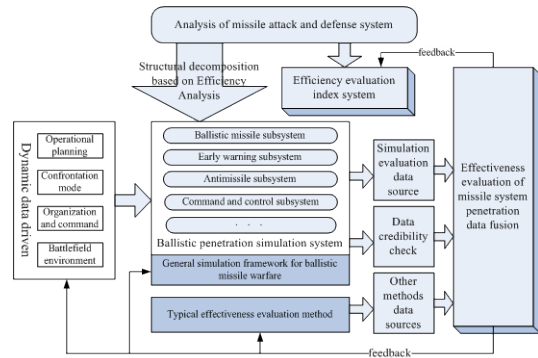 Analysis of missile attack and defense system
feedback
Structural decomposition
based on Efficiency
Analysis
Efficiency evaluation
index system
Dynamic data driven
Operational
planning
Confrontation
mode
Organization
and command
Battlefield
environment
Ballistic missile subsystem
Early warning subsystem
Antimissile subsystem
Command and control subsystem
. . .
Ballistic penetration simulation system
General simulation framework for ballistic
missile warfare
Typical effectiveness evaluation method
Simulation
evaluation
data
source
Data
credibility
check
Other
methods data
sources
Effectiveness
evaluation of
missile system
penetration
data fusion
feedback